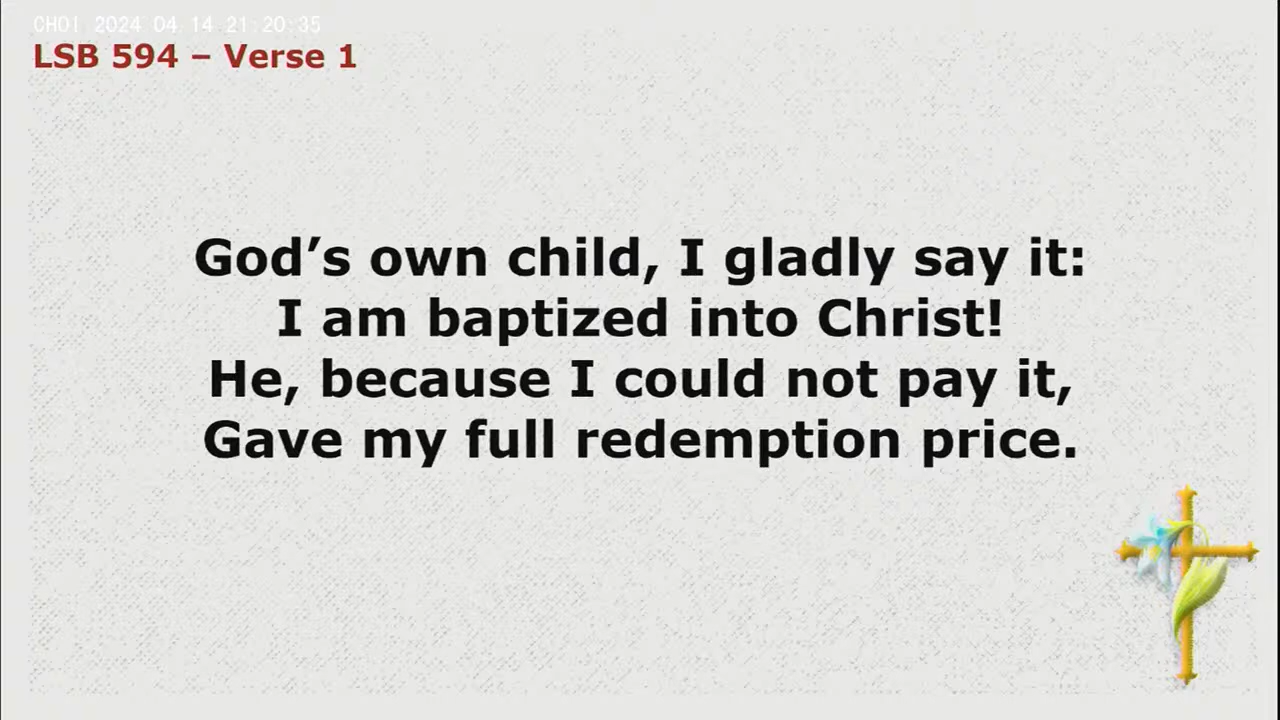 CH01 2024 04 14 21:20:35
LSB 594 – Verse 1
God’s own child, I gladly say it:
I am baptized into Christ!
He, because I could not pay it,
Gave my full redemption price.